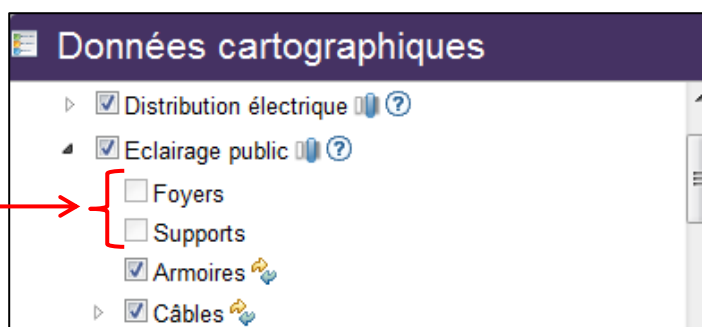 Données cartographiques
Distribution électrique ?
Eclairage public ?
Foyers
Supports
Armoires
Câbles